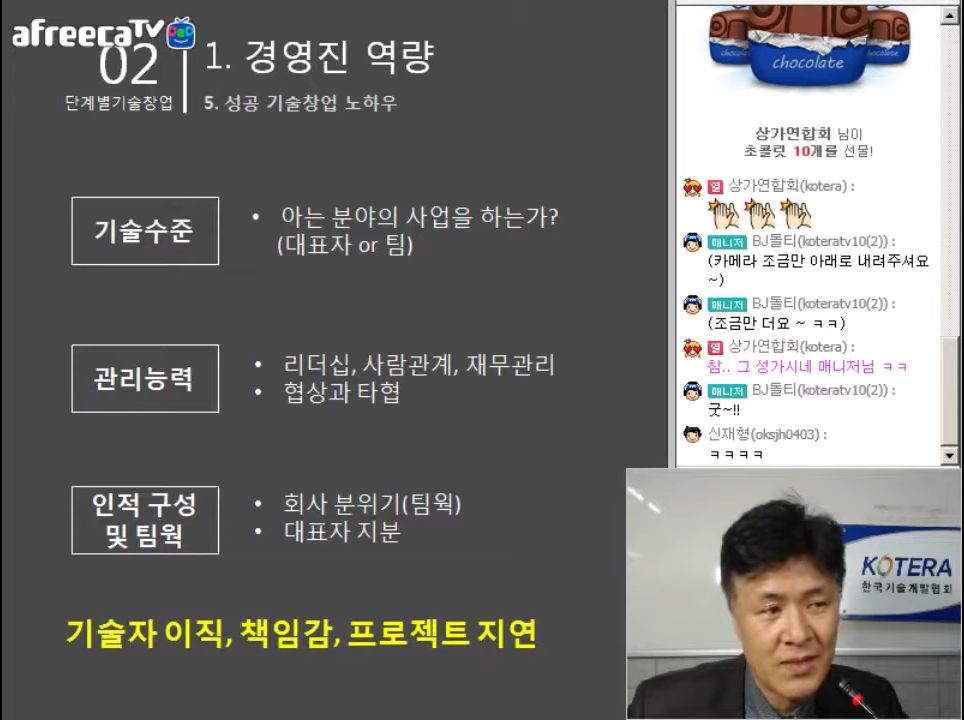 afreecaTV
02
단계별기술창업
1. 경영진 역량
5. 성공 기술창업 노하우
기술수준
• 아는 분야의 사업을 하는가?
(대표자 or 팀)
관리능력
• 리더십, 사람관계, 재무관리
• 협상과 타협
인적 구성
및 팀웍
• 회사 분위기(팀웍)
• 대표자 지분
기술자 이직, 책임감, 프로젝트 지연
chocolate
상가연합회 님이
초콜릿 10개를 선물!
열 상가연합회(kotera) :
매니저 BJ돌티(koteratv10(2)) :
(카메라 조금만 아래로 내려주셔요
~)
매니저 BJ돌티(koteratv10(2)) :
(조금만 더요 ~ ㅋㅋ)
열 상가연합회(kotera) :
참.. 그 성가시네 매니저님 ㅋㅋ
매니저 BJ돌티(koteratv10(2)) :
굿~!!
신재형(oksjh0403) :
ㅋㅋㅋㅋ
KOTERA
한국기술개발협회